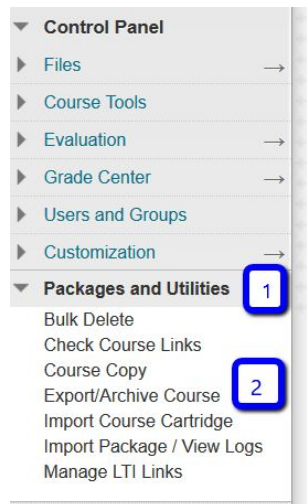 Control Panel
Files
Course Tools
Evaluation
Grade Center
Users and Groups
Customization
Packages and Utilities 1
Bulk Delete
Check Course Links
Course Copy
Export/Archive Course 2
Import Course Cartridge
Import Package / View Logs
Manage LTI Links